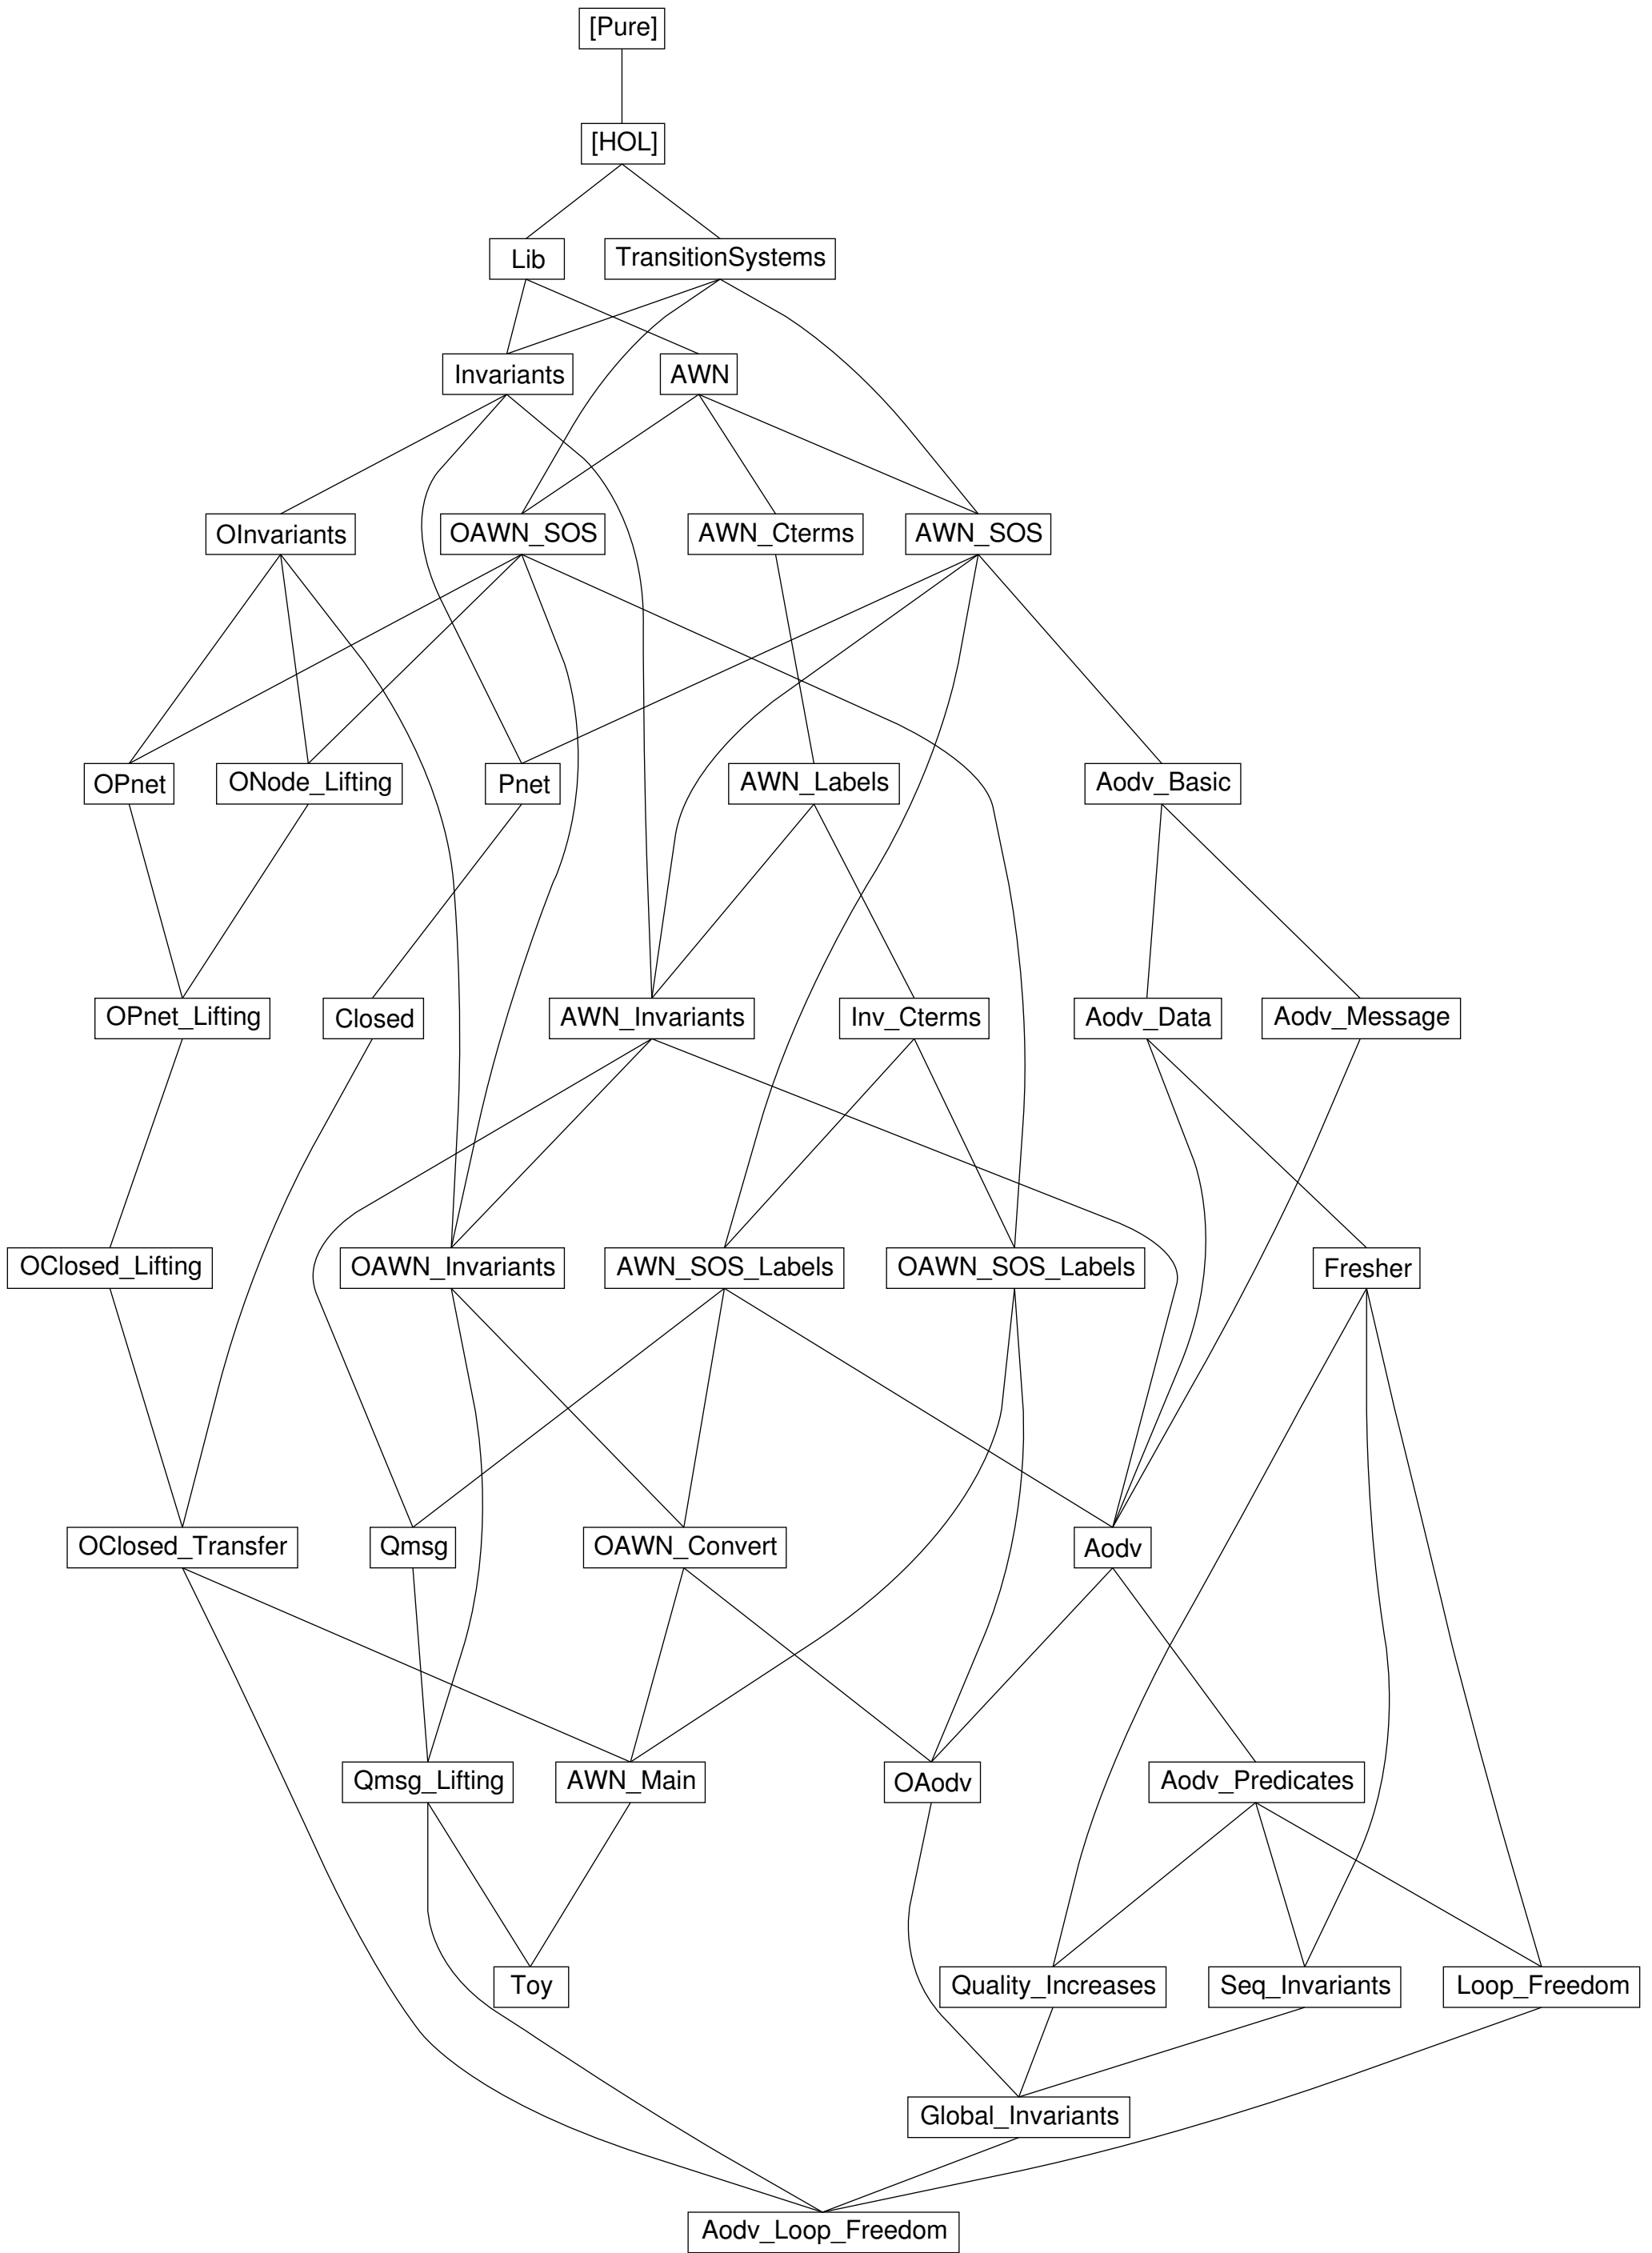 [Pure]
[HOL]
Lib
TransitionSystems
Invariants
AWN
OInvariants
OAWN_SOS
AWN_Cterms
AWN_SOS
OPnet
ONode_Lifting
Pnet
AWN_Labels
Aodv_Basic
OPnet_Lifting
Closed
AWN_Invariants
Inv_Cterms
Aodv_Data
Aodv_Message
OClosed_Lifting
OAWN_Invariants
AWN_SOS_Labels
OAWN_SOS_Labels
Fresher
OClosed_Transfer
Qmsg
OAWN_Convert
Aodv
Qmsg_Lifting
AWN_Main
OAodv
Aodv_Predicates
Toy
Quality_Increases
Seq_Invariants
Loop_Freedom
Global_Invariants
Aodv_Loop_Freedom